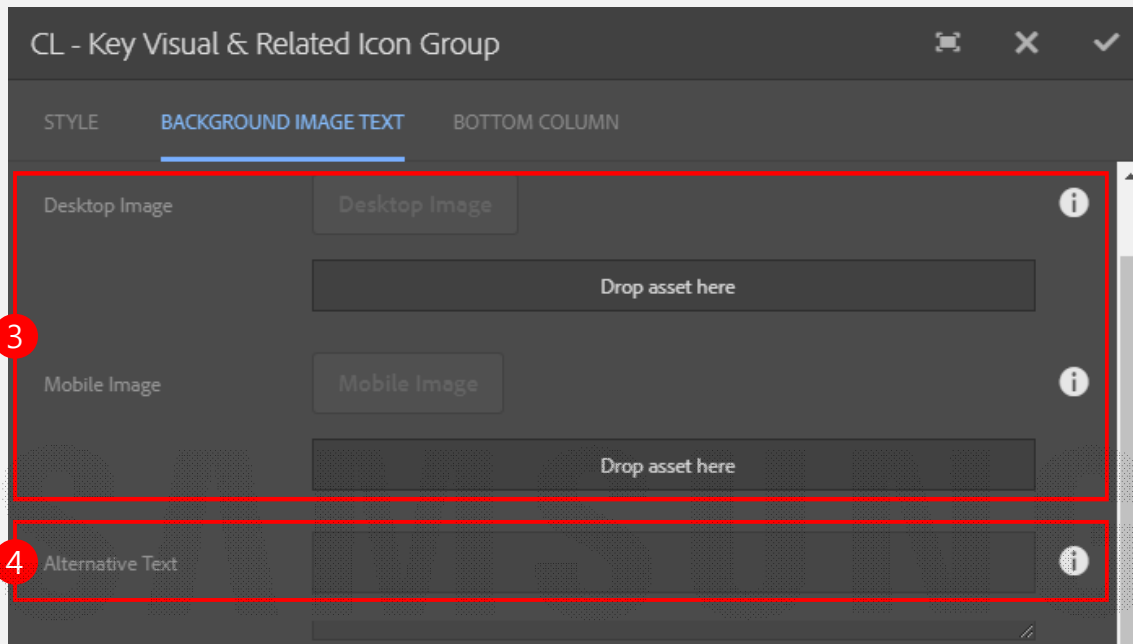 CL - Key Visual & Related Icon Group
STYLE BACKGROUND IMAGE TEXT BOTTOM COLUMN
Desktop Image Desktop Image
Drop asset here
3
Mobile Image Mobile Image
Drop asset here
SAMSUNG
4 Alternative Text